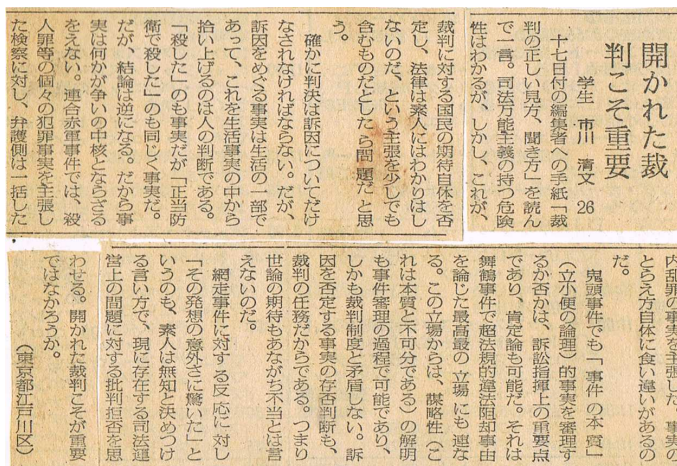 開かれた裁
判こそ重要
学生 市川 清文 26
十七日付の編集者への手紙「裁
判の正しい見方、聞き方」を読ん
で一言。司法万能主義の持つ危険
性はわかるが、しかし、これが、
裁判に対する国民の期待自体を否
定し、法律は素人にはわかりはし
ないのだ、という主張を少しでも
含むものだとしたら問題だと思
う。
確かに判決は訴因についてだけ
なされなければならない。だが、
訴因をめぐる事実は生活の一部で
あって、これを生活事実の中から
拾い上げるのは人の判断である。
「殺した」のも事実だが「正当防
衛で殺した」のも同じく事実だ。
だが、結論は逆になる。だから事
実は何かが争いの中核とならざる
をえない。連合赤軍事件では、殺
人罪等の個々の犯罪事実を主張し
た検察に対し、弁護側は一括した
内乱罪の事実を主張した。事実の
とらえ方自体に食い違いがあるの
だ。
鬼頭事件でも「事件の本質」
（立小便の論理）的事実を審理す
るか否かは、訴訟指揮上の重要点
であり、肯定論も可能だ。それは
舞鶴事件で超法規的違法阻却事由
を論じた最高裁の立場にも連な
る。この立場からは、謀略性（こ
れは本質と不可分である）の解明
も事件審理の過程で可能であり、
しかも裁判制度と矛盾しない。訴
因を否定する事実の存否判断も、
裁判の任務だからである。つまり
世論の期待もあながち不当とは言
えないのだ。
網走事件に対する反応に対し
「その発想の意外さに驚いた」と
いうのも、素人は無知と決めつけ
る言い方で、現に存在する司法運
営上の問題に対する批判拒否を思
わせる。開かれた裁判こそが重要
ではなかろうか。
（東京都江戸川区）